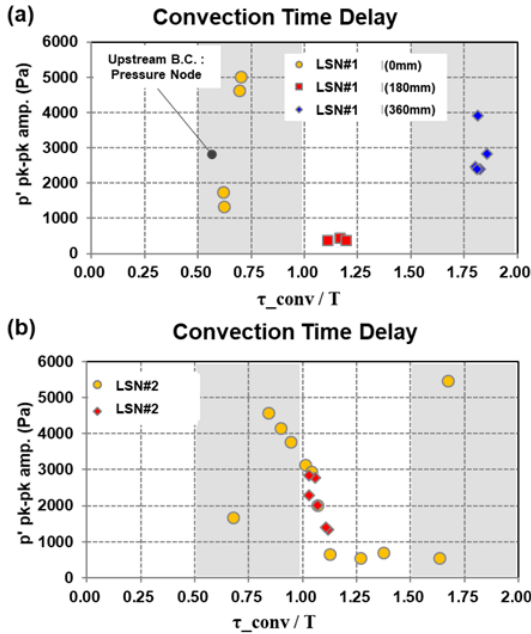 (a)
Convection Time Delay
p' pk-pk amp. (Pa)
6000
5000
4000
3000
2000
1000
0
Upstream B.C. :
Pressure Node
LSN#1 l(0mm)
LSN#1 l(180mm)
LSN#1 l(360mm)
0.00 0.25 0.50 0.75 1.00 1.25 1.50 1.75 2.00
τ_conv / T
(b)
Convection Time Delay
p' pk-pk amp. (Pa)
6000
5000
4000
3000
2000
1000
0
LSN#2
LSN#2
0.00 0.25 0.50 0.75 1.00 1.25 1.50 1.75 2.00
τ_conv / T